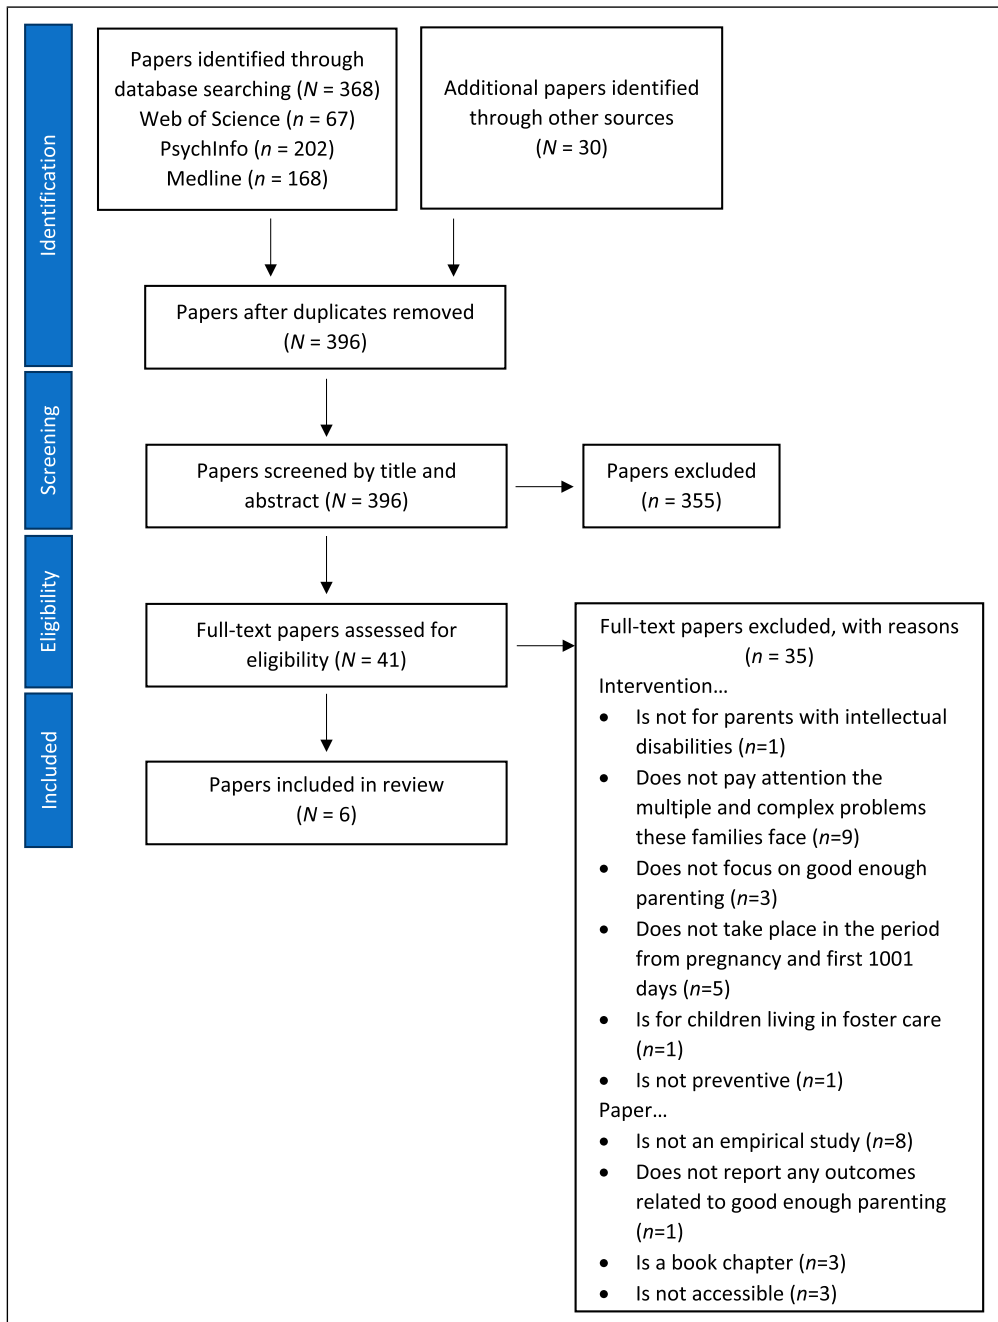 Identification
Papers identified through
database searching (N = 368)
Web of Science (n = 67)
PsychInfo (n = 202)
Medline (n = 168)
Additional papers identified
through other sources
(N = 30)
Papers after duplicates removed
(N = 396)
Screening
Papers screened by title and
abstract (N = 396)
Papers excluded
(n = 355)
Eligibility
Full-text papers assessed for
eligibility (N = 41)
Full-text papers excluded, with reasons
(n = 35)
Intervention...
• Is not for parents with intellectual
disabilities (n=1)
• Does not pay attention the
multiple and complex problems
these families face (n=9)
• Does not focus on good enough
parenting (n=3)
• Does not take place in the period
from pregnancy and first 1001
days (n=5)
• Is for children living in foster care
(n=1)
• Is not preventive (n=1)
Paper...
• Is not an empirical study (n=8)
• Does not report any outcomes
related to good enough parenting
(n=1)
• Is a book chapter (n=3)
• Is not accessible (n=3)
Included
Papers included in review
(N = 6)